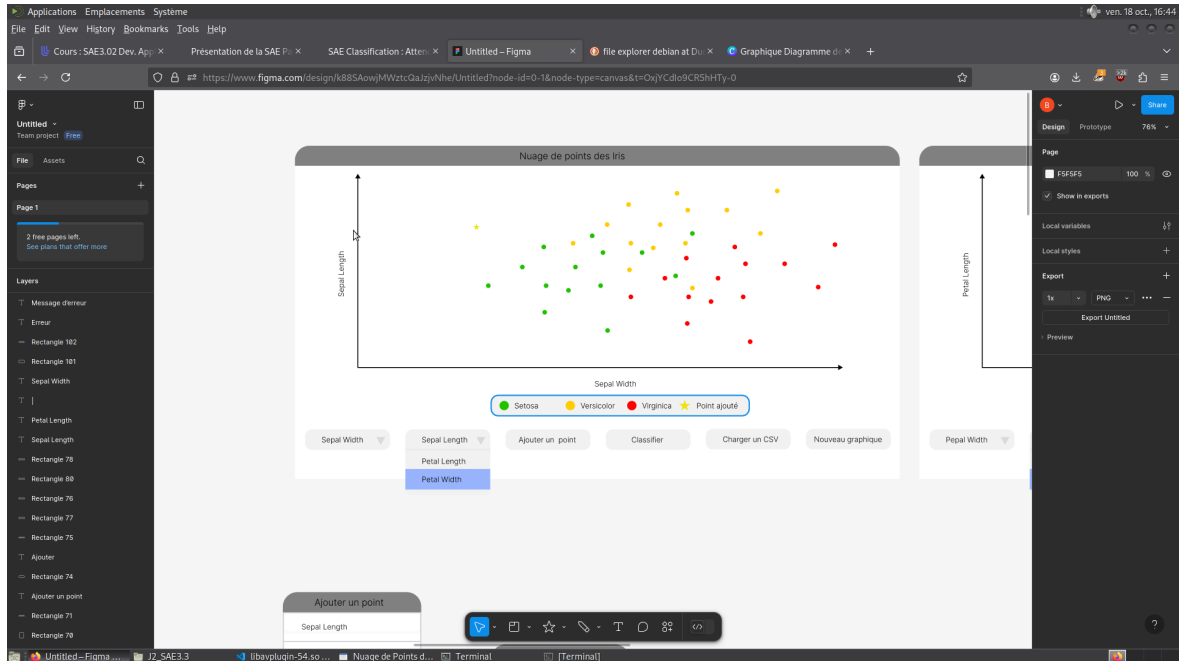 Applications Emplacements Système
ven. 18 oct., 16:44
File Edit View History Bookmarks Tools Help
Cours : SAE3.02 Dev. App
Présentation de la SAE Pa
SAE Classification : Atten
Untitled – Figma
file explorer debian at Du
Graphique Diagramme de
https://www.figma.com/design/k88SAowjMWztcQaJzjvNhe/Untitled?node-id=0-1&node-type=canvas&t=OxjYCdIo9CR5hHTy-0
Untitled
Team project Free
File Assets
Pages
Page 1
2 free pages left.
See plans that offer more
Layers
Message d'erreur
Erreur
Rectangle 102
Rectangle 101
Sepal Width
|
Petal Length
Sepal Length
Rectangle 78
Rectangle 80
Rectangle 76
Rectangle 77
Rectangle 75
Ajouter
Rectangle 74
Ajouter un point
Rectangle 71
Rectangle 70
Nuage de points des Iris
Sepal Length
Sepal Width
Setosa Versicolor Virginica Point ajouté
Sepal Width
Sepal Length
Ajouter un point
Classifier
Charger un CSV
Nouveau graphique
Petal Length
Petal Width
Petal Length
Pepal Width
Ajouter un point
Sepal Length
B
Share
Design Prototype 76%
Page
F5F5F5 100 %
Show in exports
Local variables
Local styles
Export
1x PNG
Export Untitled
Preview
?
Untitled – Figma ...
J2_SAE3.3
libavplugin-54.so ...
Nuage de Points d...
Terminal
[Terminal]